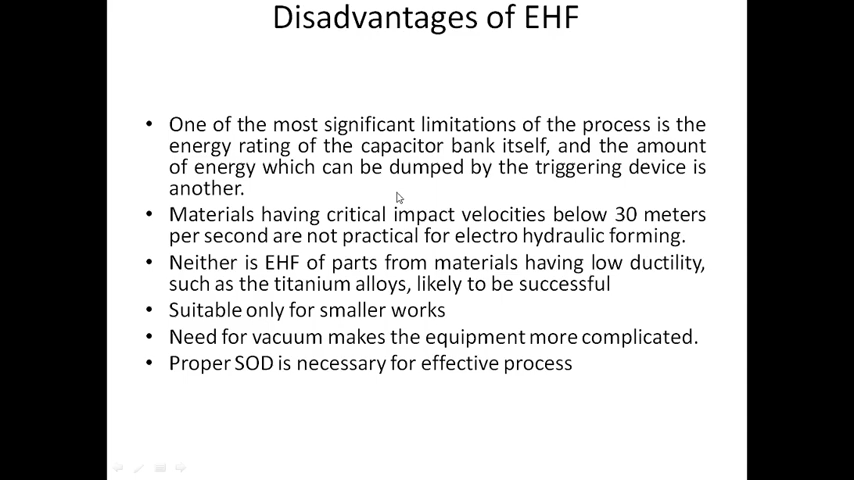 Disadvantages of EHF
• One of the most significant limitations of the process is the
energy rating of the capacitor bank itself, and the amount
of energy which can be dumped by the triggering device is
another.
• Materials having critical impact velocities below 30 meters
per second are not practical for electro hydraulic forming.
• Neither is EHF of parts from materials having low ductility,
such as the titanium alloys, likely to be successful
• Suitable only for smaller works
• Need for vacuum makes the equipment more complicated.
• Proper SOD is necessary for effective process